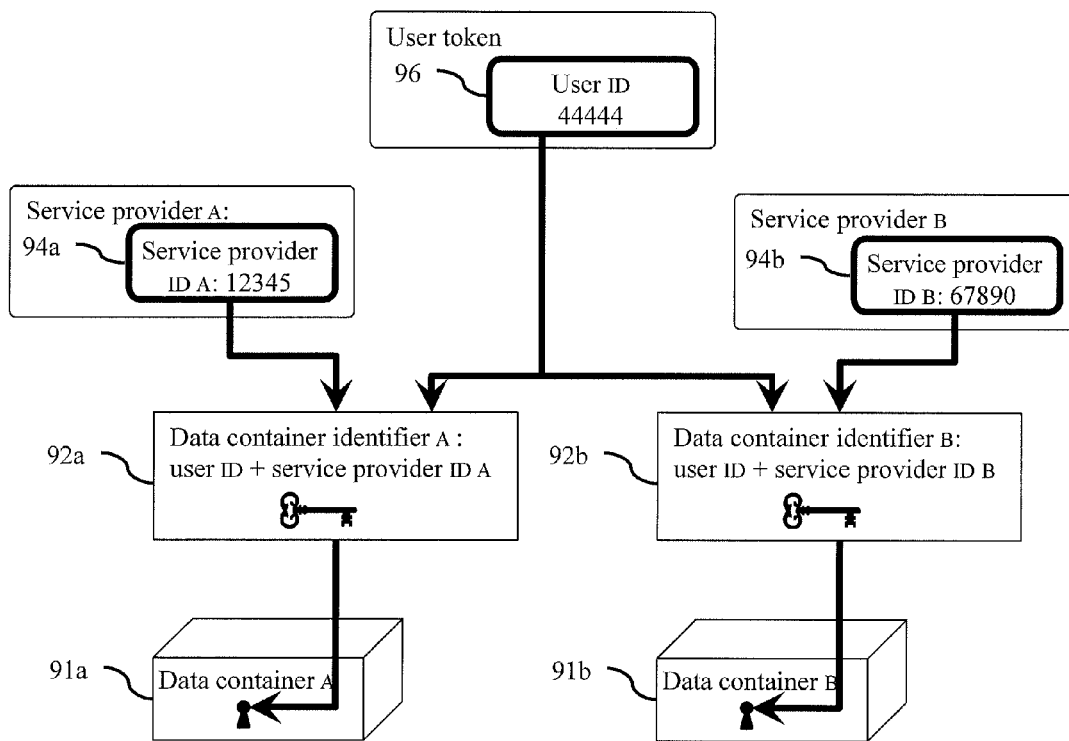 User token
96
User ID
44444
Service provider A:
94a
Service provider
ID A: 12345
Service provider B
94b
Service provider
ID B: 67890
92a
Data container identifier A :
user ID + service provider ID A
92b
Data container identifier B:
user ID + service provider ID B
91a
Data container A
91b
Data container B